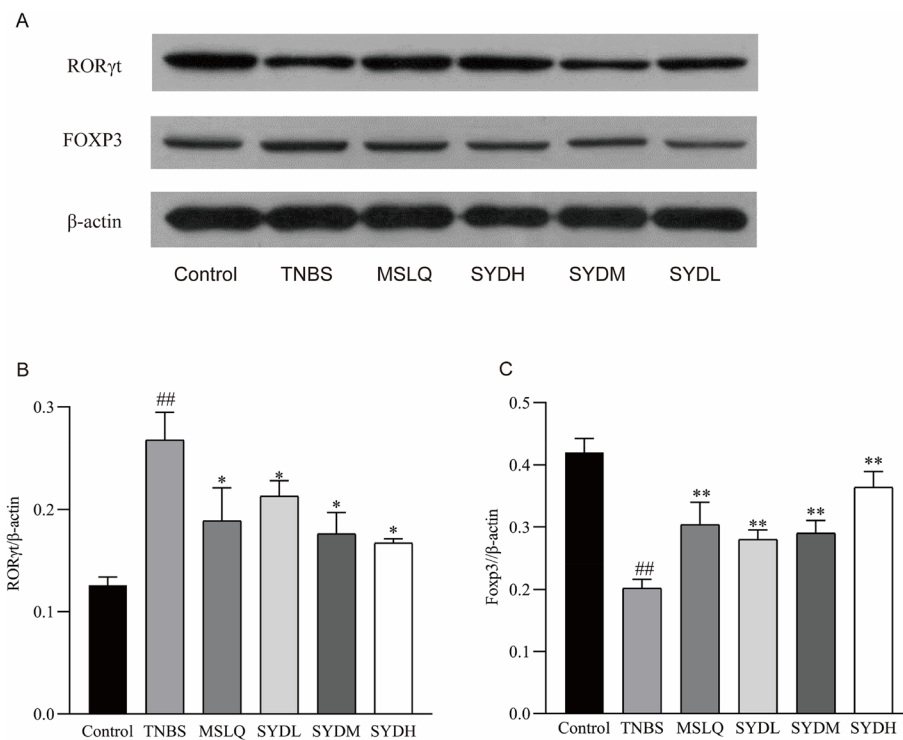 A
RORγt
FOXP3
β-actin
Control TNBS MSLQ SYDH SYDM SYDL
B
RORγt/β-actin
0.3
0.2
0.1
0.0
##
*
*
*
*
Control TNBS MSLQ SYDL SYDM SYDH
C
Foxp3//β-actin
0.5
0.4
0.3
0.2
0.1
0.0
##
**
**
**
**
Control TNBS MSLQ SYDL SYDM SYDH